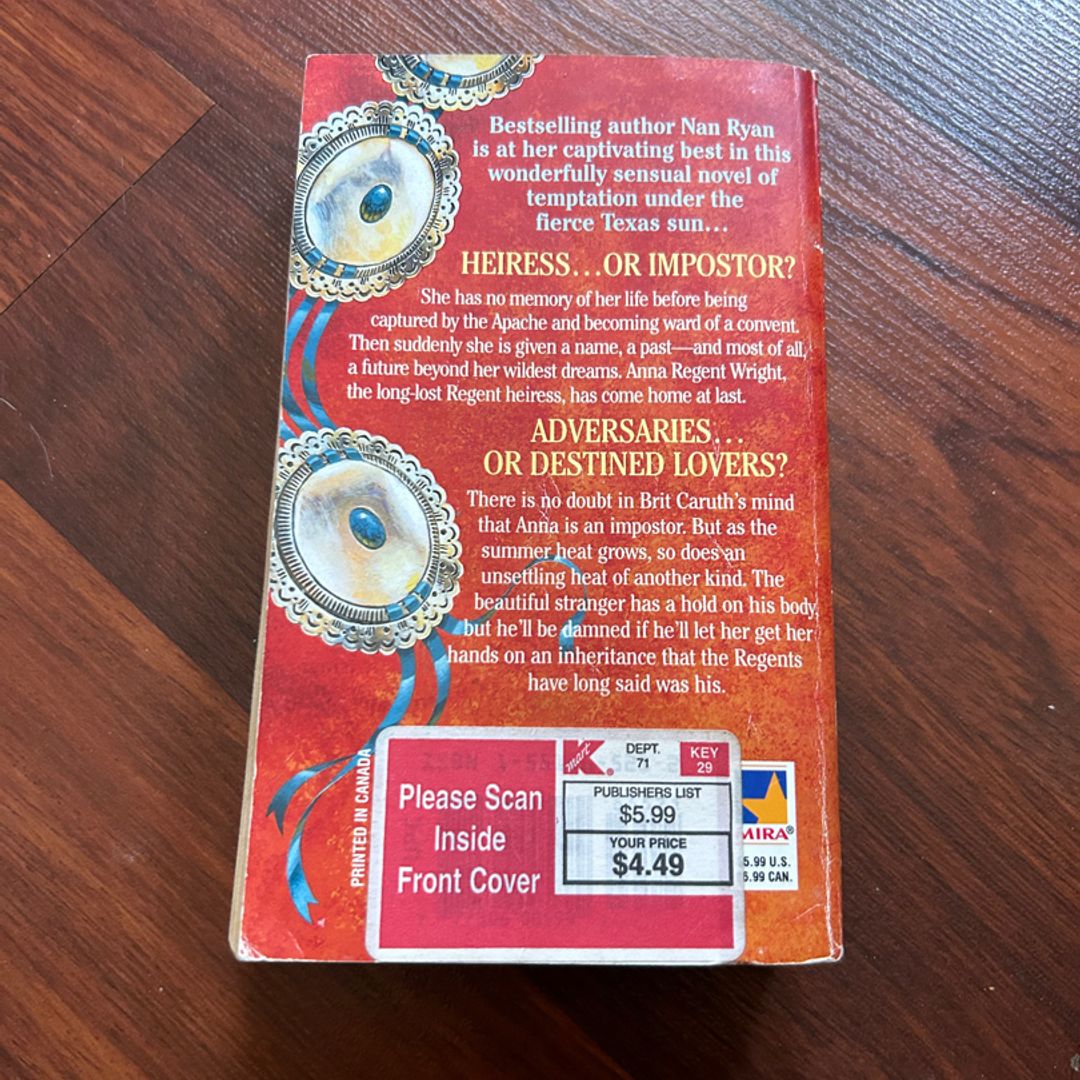 Bestselling author Nan Ryan
is at her captivating best in this
wonderfully sensual novel of
temptation under the
fierce Texas sun...
HEIRESS...OR IMPOSTOR?
She has no memory of her life before being
captured by the Apache and becoming ward of a convent.
Then suddenly she is given a name, a past—and most of all,
a future beyond her wildest dreams. Anna Regent Wright,
the long-lost Regent heiress, has come home at last.
ADVERSARIES...
OR DESTINED LOVERS?
There is no doubt in Brit Caruth's mind
that Anna is an impostor. But as the
summer heat grows, so does an
unsettling heat of another kind. The
beautiful stranger has a hold on his body,
but he'll be damned if he'll let her get her
hands on an inheritance that the Regents
have long said was his.
PRINTED IN CANADA
Please Scan
Inside
Front Cover
Kmart®
DEPT.
71
KEY
29
PUBLISHERS LIST
$5.99
YOUR PRICE
$4.49
MIRA®
5.99 U.S.
6.99 CAN.